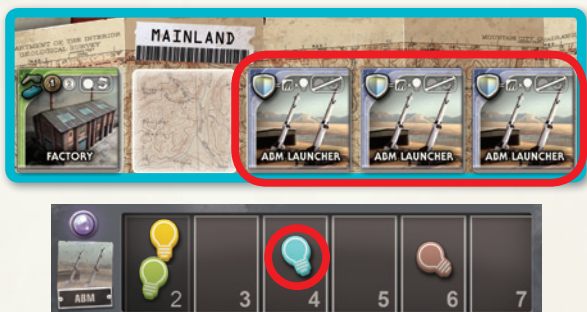 DEPARTMENT OF THE INTERIOR
GEOLOGICAL SURVEY
MAINLAND
FACTORY
ABM LAUNCHER
ABM LAUNCHER
ABM LAUNCHER
ABM
2
3
4
5
6
7